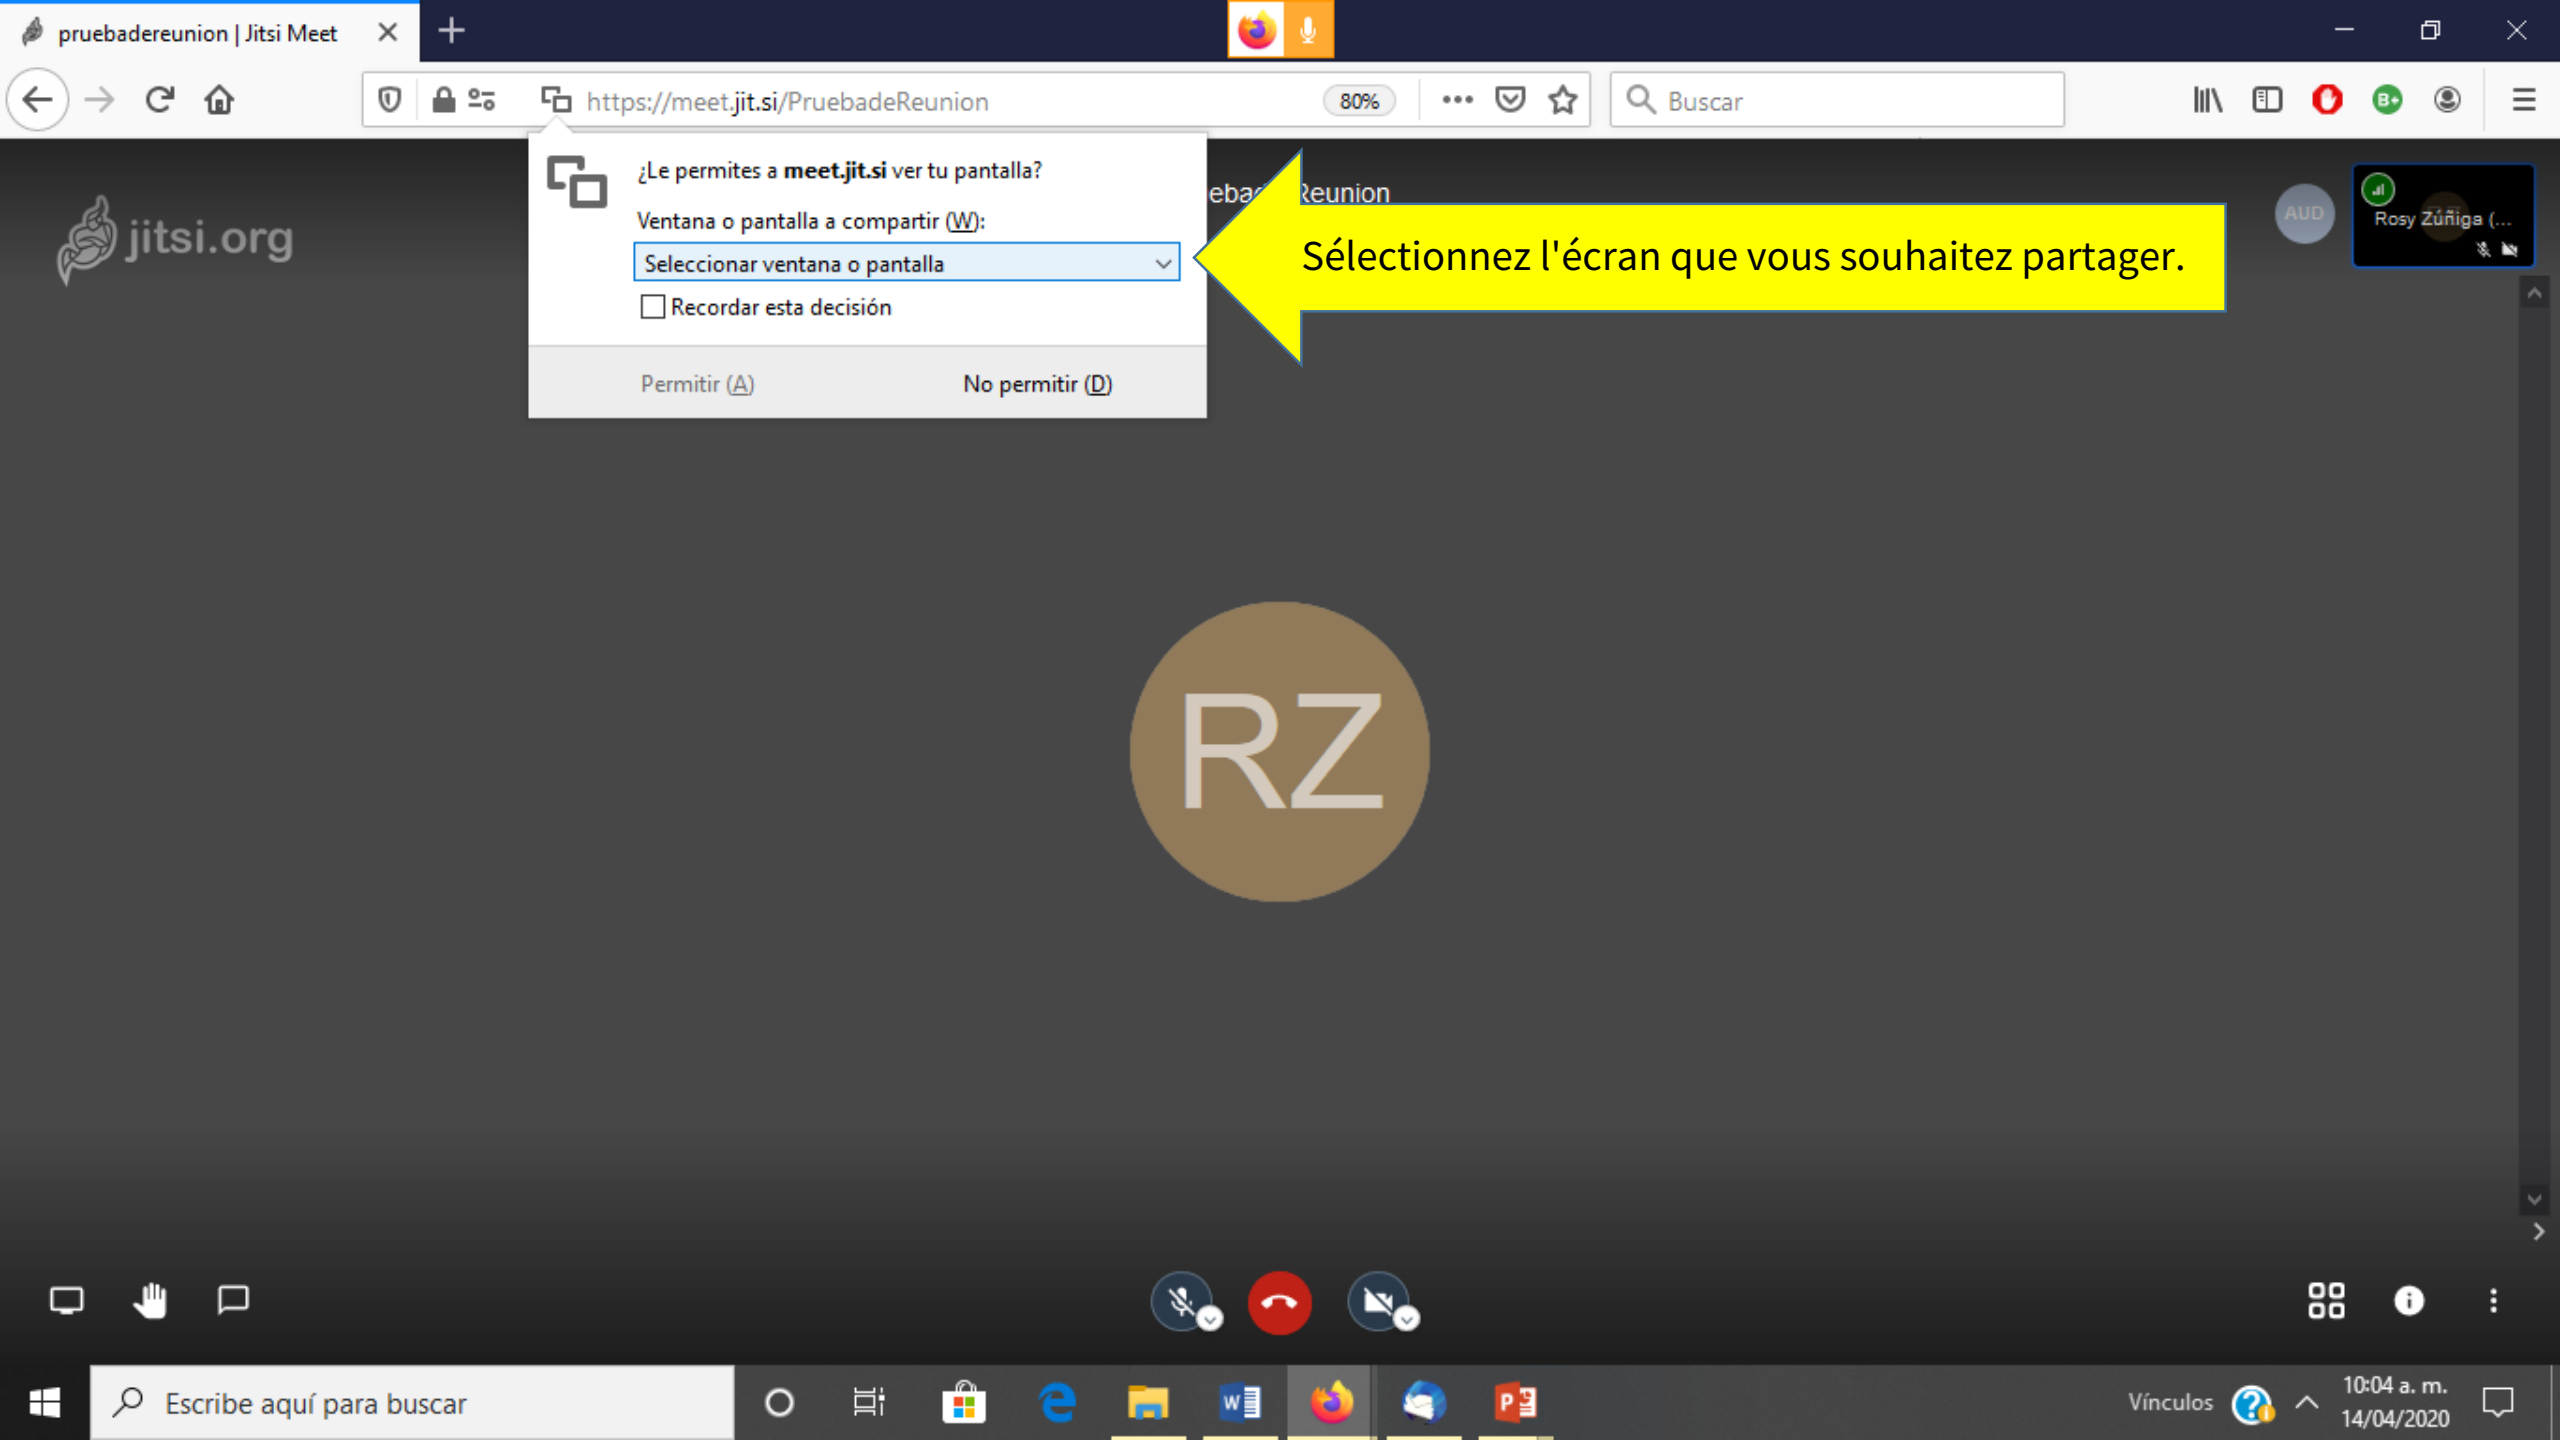 pruebadereunion | Jitsi Meet
https://meet.jit.si/PruebadeReunion
80%
Buscar
¿Le permites a meet.jit.si ver tu pantalla?
Ventana o pantalla a compartir (W):
Seleccionar ventana o pantalla
Recordar esta decisión
Permitir (A)
No permitir (D)
Sélectionnez l'écran que vous souhaitez partager.
jitsi.org
AUD
Rosy Zúñiga (...
RZ
Escribe aquí para buscar
Vínculos
10:04 a. m.
14/04/2020